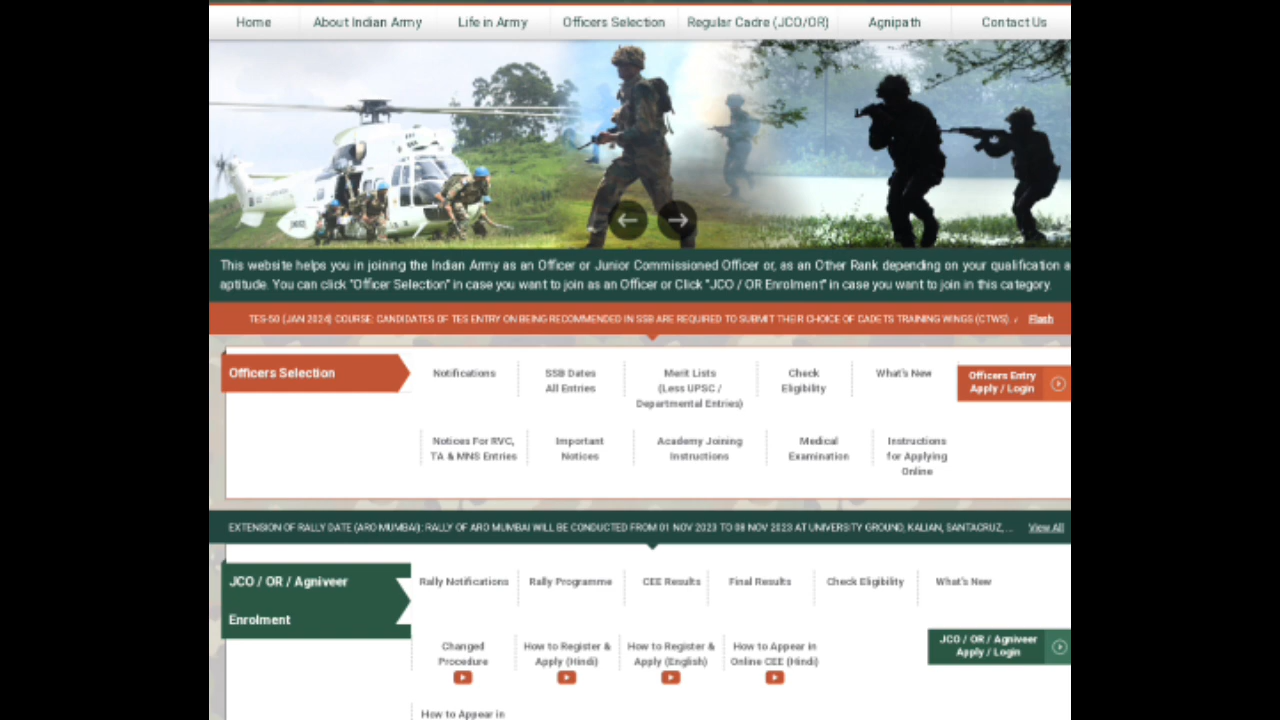 Home About Indian Army Life in Army Officers Selection Regular Cadre (JCO/OR) Agnipath Contact Us
This website helps you in joining the Indian Army as an Officer or Junior Commissioned Officer or, as an Other Rank depending on your qualification a
aptitude. You can click "Officer Selection" in case you want to join as an Officer or Click "JCO / OR Enrolment" in case you want to join in this category.
TES-50 (JAN 2024) COURSE: CANDIDATES OF TES ENTRY ON BEING RECOMMENDED IN SSB ARE REQUIRED TO SUBMIT THEIR CHOICE OF CADETS TRAINING WINGS (CTWS). Flash
Officers Selection
Notifications
SSB Dates
All Entries
Merit Lists
(Less UPSC /
Departmental Entries)
Check
Eligibility
What's New
Officers Entry
Apply / Login
Notices For RVC,
TA & MNS Entries
Important
Notices
Academy Joining
Instructions
Medical
Examination
Instructions
for Applying
Online
EXTENSION OF RALLY DATE (ARO MUMBAI): RALLY OF ARO MUMBAI WILL BE CONDUCTED FROM 01 NOV 2023 TO 08 NOV 2023 AT UNIVERSITY GROUND, KALIAN, SANTACRUZ, ... View All
JCO / OR / Agniveer
Enrolment
Rally Notifications
Rally Programme
CEE Results
Final Results
Check Eligibility
What's New
Changed
Procedure
How to Register &
Apply (Hindi)
How to Register &
Apply (English)
How to Appear in
Online CEE (Hindi)
JCO / OR / Agniveer
Apply / Login
How to Appear in